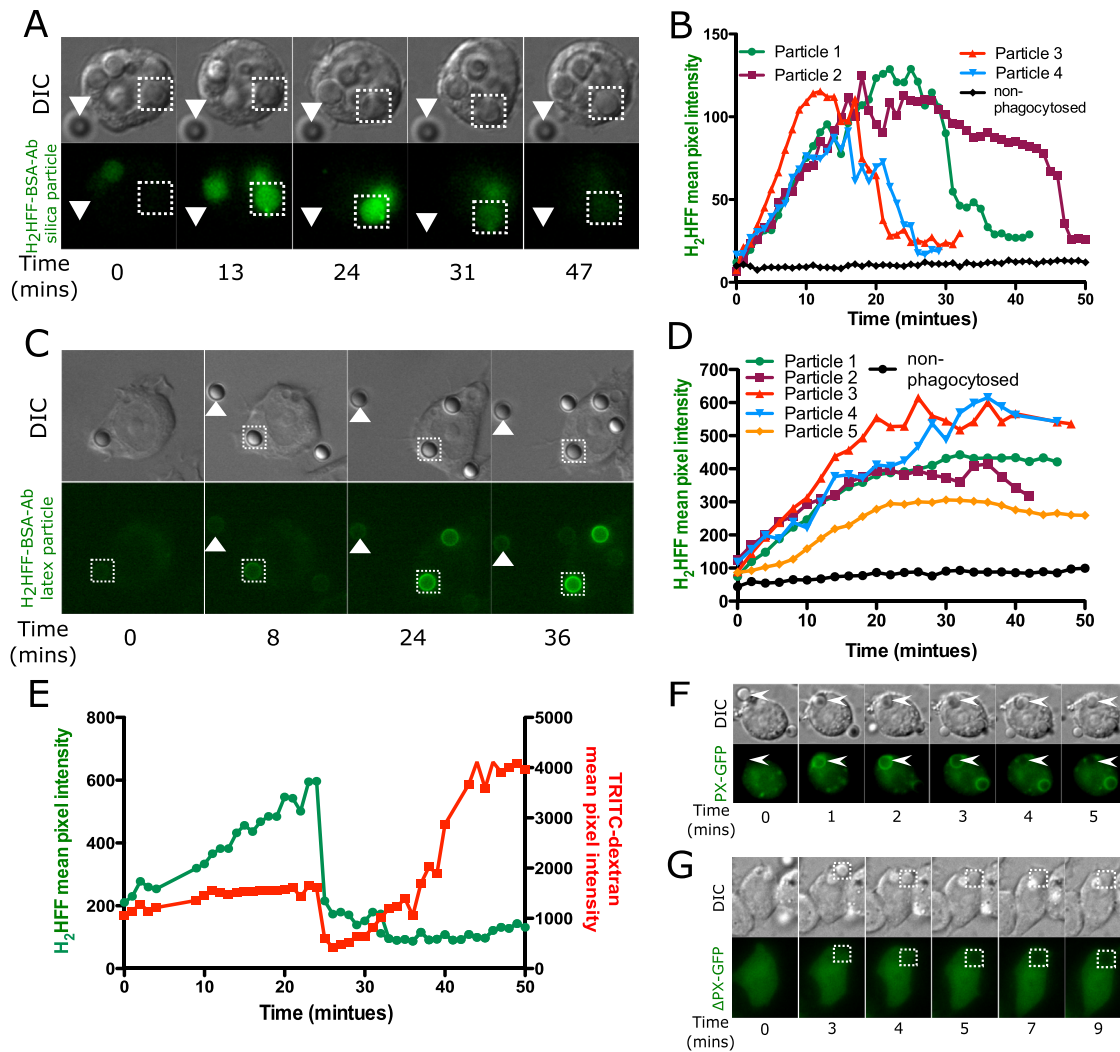 A
DIC
H2HFF-BSA-Ab
silica particle
Time
(mins)
0
13
24
31
47
B
H2HFF mean pixel intensity
150
100
50
0
Particle 1
Particle 2
Particle 3
Particle 4
non-
phagocytosed
0
10
20
30
40
50
Time (mintues)
C
DIC
H2HFF-BSA-Ab
latex particle
Time
(mins)
0
8
24
36
D
H2HFF mean pixel intensity
700
600
500
400
300
200
100
0
Particle 1
Particle 2
Particle 3
Particle 4
Particle 5
non-
phagocytosed
0
10
20
30
40
50
Time (mintues)
E
H2HFF mean pixel intensity
800
600
400
200
0
5000
4000
3000
2000
1000
0
TRITC-dextran
mean pixel intensity
0
10
20
30
40
50
Time (mintues)
F
DIC
PX-GFP
Time
(mins)
0
1
2
3
4
5
G
DIC
ΔPX-GFP
Time
(mins)
0
3
4
5
7
9